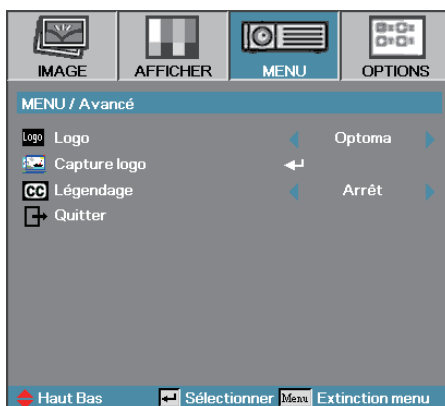 IMAGE AFFICHER MENU OPTIONS
MENU / Avancé
Logo Logo Optoma
Capture logo
CC Légendage Arrêt
Quitter
Haut Bas Sélectionner Menu Extinction menu